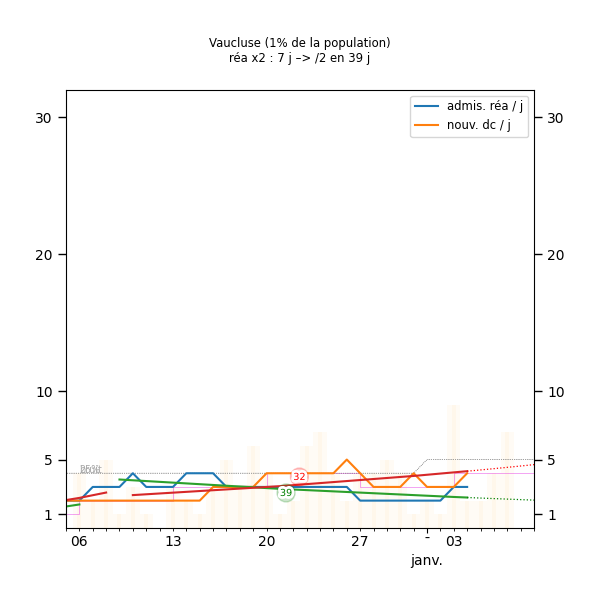 Vaucluse (1% de la population)
réa x2 : 7 j –> /2 en 39 j
admis. réa / j
nouv. dc / j
30 30
20 20
10 10
5 5
32
39
1 1
06 13 20 27 - 03
janv.